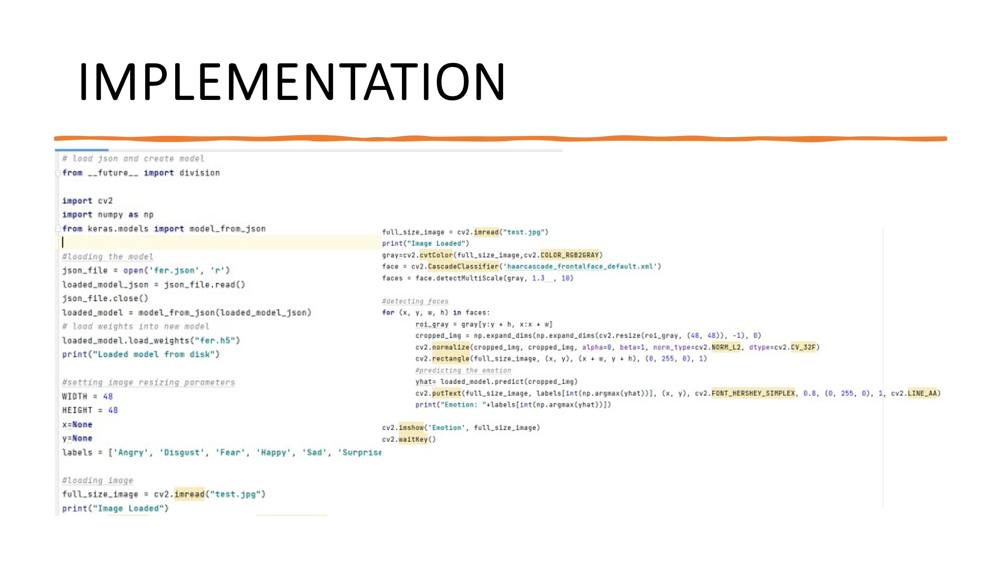 IMPLEMENTATION
# load json and create model
from __future__ import division
import cv2
import numpy as np
from keras.models import model_from_json
#loading the model
json_file = open('fer.json', 'r')
loaded_model_json = json_file.read()
json_file.close()
loaded_model = model_from_json(loaded_model_json)
# load weights into new model
loaded_model.load_weights("fer.h5")
print("Loaded model from disk")
#setting image resizing parameters
WIDTH = 48
HEIGHT = 48
x=None
y=None
labels = ['Angry', 'Disgust', 'Fear', 'Happy', 'Sad', 'Surprise
#loading image
full_size_image = cv2.imread("test.jpg")
print("Image Loaded")
full_size_image = cv2.imread("test.jpg")
print("Image Loaded")
gray=cv2.cvtColor(full_size_image,cv2.COLOR_RGB2GRAY)
face = cv2.CascadeClassifier('haarcascade_frontalface_default.xml')
faces = face.detectMultiScale(gray, 1.3  , 10)
#detecting faces
for (x, y, w, h) in faces:
roi_gray = gray[y:y + h, x:x + w]
cropped_img = np.expand_dims(np.expand_dims(cv2.resize(roi_gray, (48, 48)), -1), 0)
cv2.normalize(cropped_img, cropped_img, alpha=0, beta=1, norm_type=cv2.NORM_L2, dtype=cv2.CV_32F)
cv2.rectangle(full_size_image, (x, y), (x + w, y + h), (0, 255, 0), 1)
#predicting the emotion
yhat= loaded_model.predict(cropped_img)
cv2.putText(full_size_image, labels[int(np.argmax(yhat))], (x, y), cv2.FONT_HERSHEY_SIMPLEX, 0.8, (0, 255, 0), 1, cv2.LINE_AA)
print("Emotion: "+labels[int(np.argmax(yhat))])
cv2.imshow('Emotion', full_size_image)
cv2.waitKey()